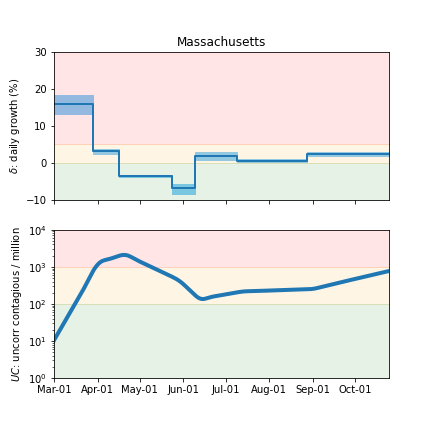 Massachusetts
δ: daily growth (%)
30
20
10
0
−10
UC: uncorr contagious / million
10⁴
10³
10²
10¹
10⁰
Mar-01 Apr-01 May-01 Jun-01 Jul-01 Aug-01 Sep-01 Oct-01